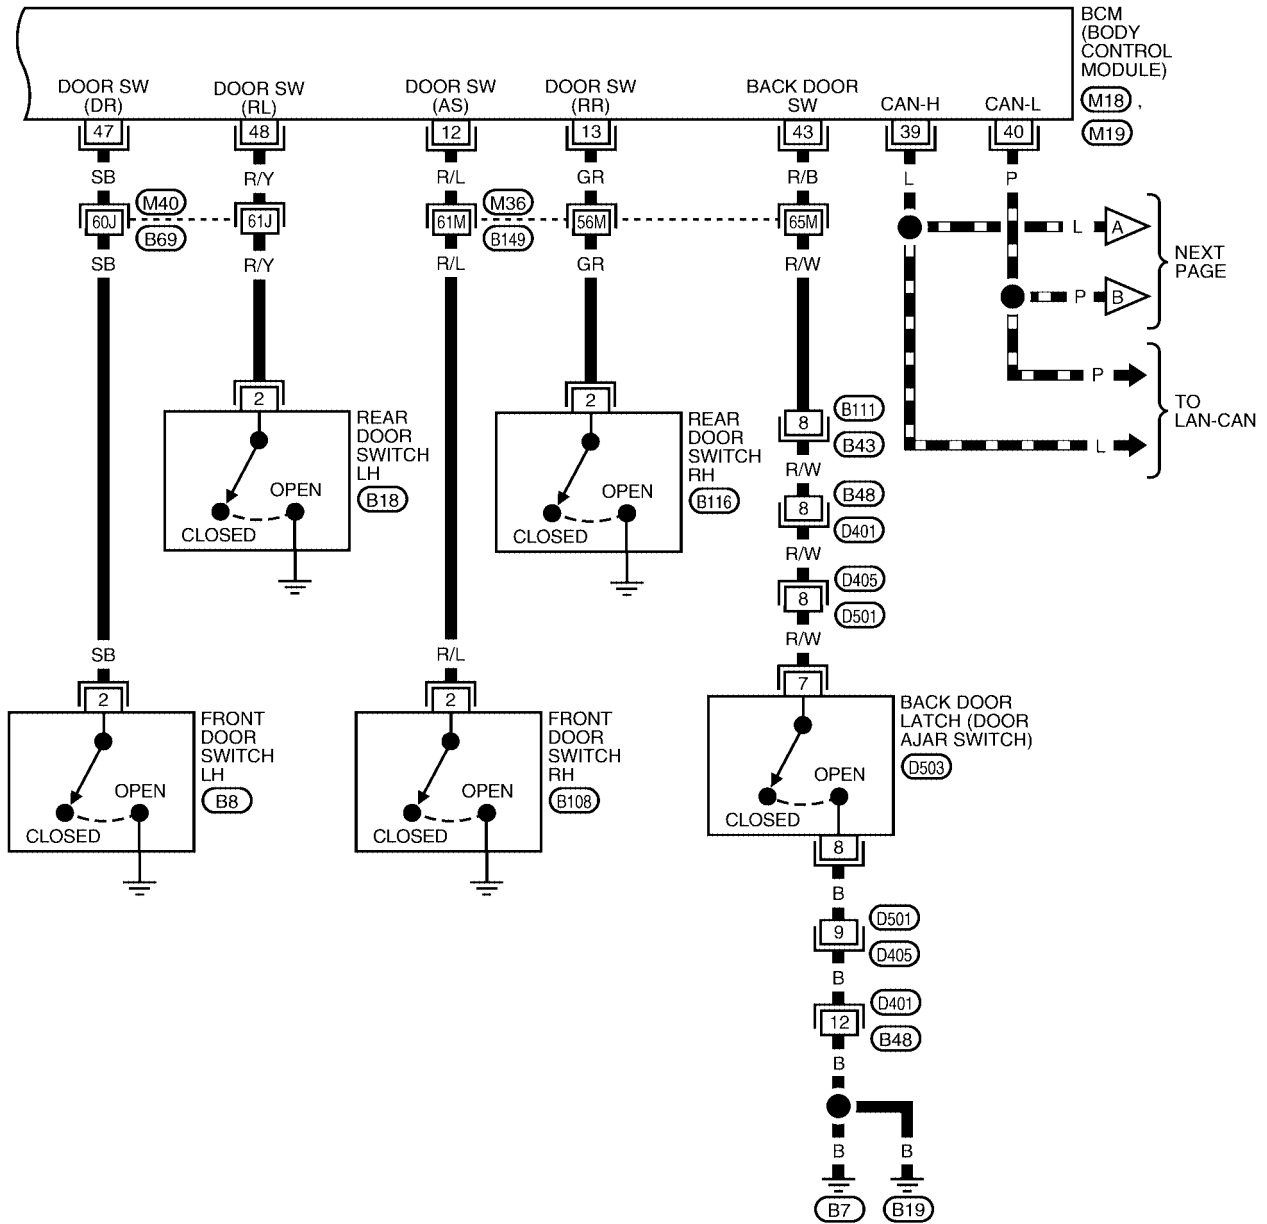 BCM
(BODY
CONTROL
MODULE)
M18 ,
M19
DOOR SW
(DR)
DOOR SW
(RL)
DOOR SW
(AS)
DOOR SW
(RR)
BACK DOOR
SW
CAN-H
CAN-L
47
48
12
13
43
39
40
SB
R/Y
R/L
GR
R/B
L
P
60J
M40
B69
61J
61M
M36
B149
56M
65M
L
A
NEXT
PAGE
SB
R/Y
R/L
GR
R/W
P
B
P
TO
LAN-CAN
L
2
REAR
DOOR
SWITCH
LH
B18
OPEN
CLOSED
2
REAR
DOOR
SWITCH
RH
B116
OPEN
CLOSED
8
B111
B43
R/W
8
B48
D401
R/W
8
D405
D501
R/W
SB
2
FRONT
DOOR
SWITCH
LH
B8
OPEN
CLOSED
R/L
2
FRONT
DOOR
SWITCH
RH
B108
OPEN
CLOSED
7
BACK DOOR
LATCH (DOOR
AJAR SWITCH)
D503
OPEN
CLOSED
8
B
9
D501
D405
B
12
D401
B48
B
B
B
B7
B19